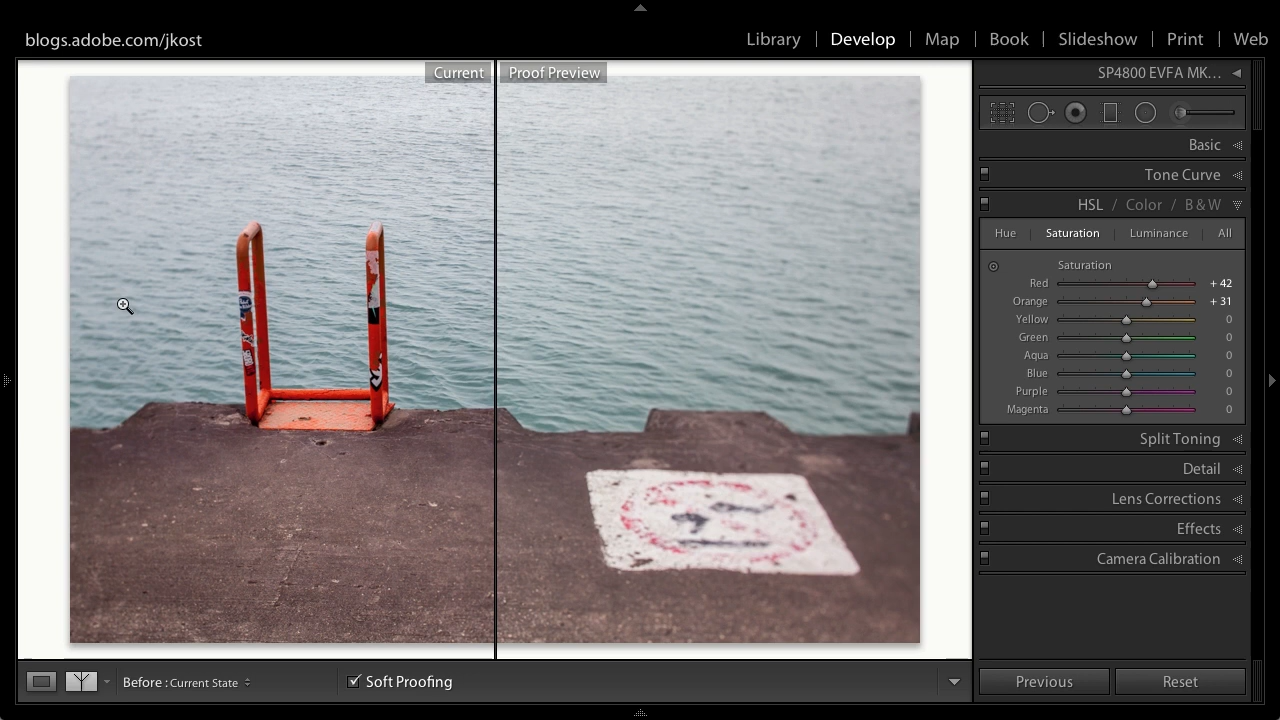 blogs.adobe.com/jkost
Library | Develop | Map | Book | Slideshow | Print | Web
Current
Proof Preview
SP4800 EVFA MK...
Basic
Tone Curve
HSL / Color / B & W
Hue Saturation Luminance All
Saturation
Red + 42
Orange + 31
Yellow 0
Green 0
Aqua 0
Blue 0
Purple 0
Magenta 0
Split Toning
Detail
Lens Corrections
Effects
Camera Calibration
Before : Current State
Soft Proofing
Previous
Reset